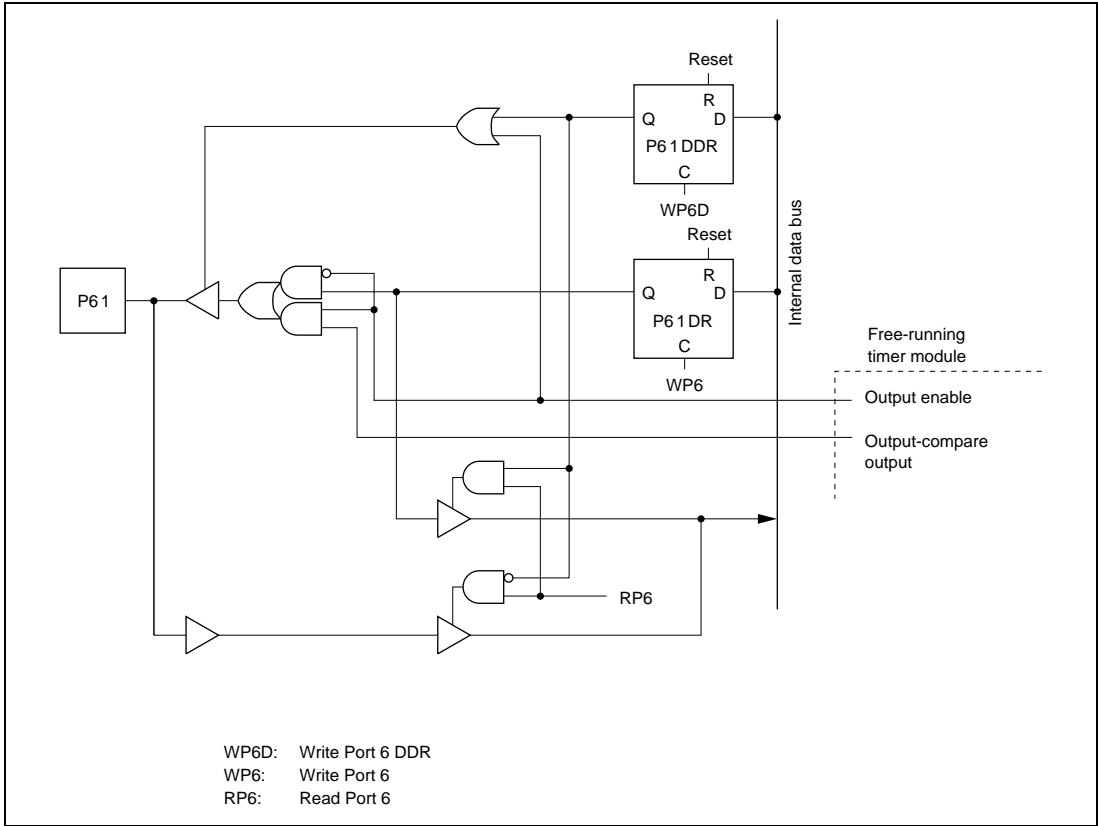 Reset
R
Q D
P61DDR
C
WP6D
Reset
R
Q D
P61DR
C
WP6
P61
Internal data bus
Free-running
timer module
Output enable
Output-compare
output
RP6
WP6D: Write Port 6 DDR
WP6: Write Port 6
RP6: Read Port 6